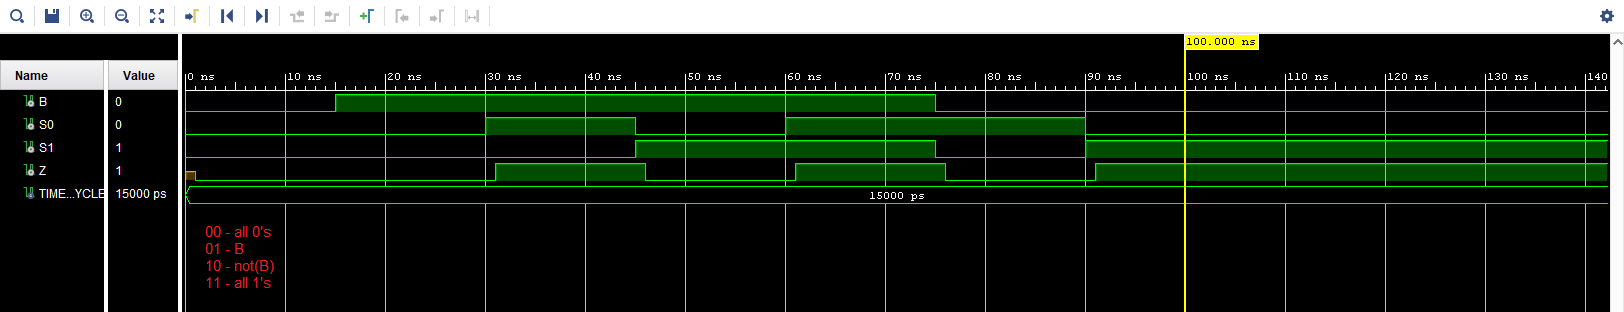 100.000 ns
Name Value
0 ns 10 ns 20 ns 30 ns 40 ns 50 ns 60 ns 70 ns 80 ns 90 ns 100 ns 110 ns 120 ns 130 ns 140
B 0
S0 0
S1 1
Z 1
TIME...YCLE 15000 ps 15000 ps
00 - all 0's
01 - B
10 - not(B)
11 - all 1's